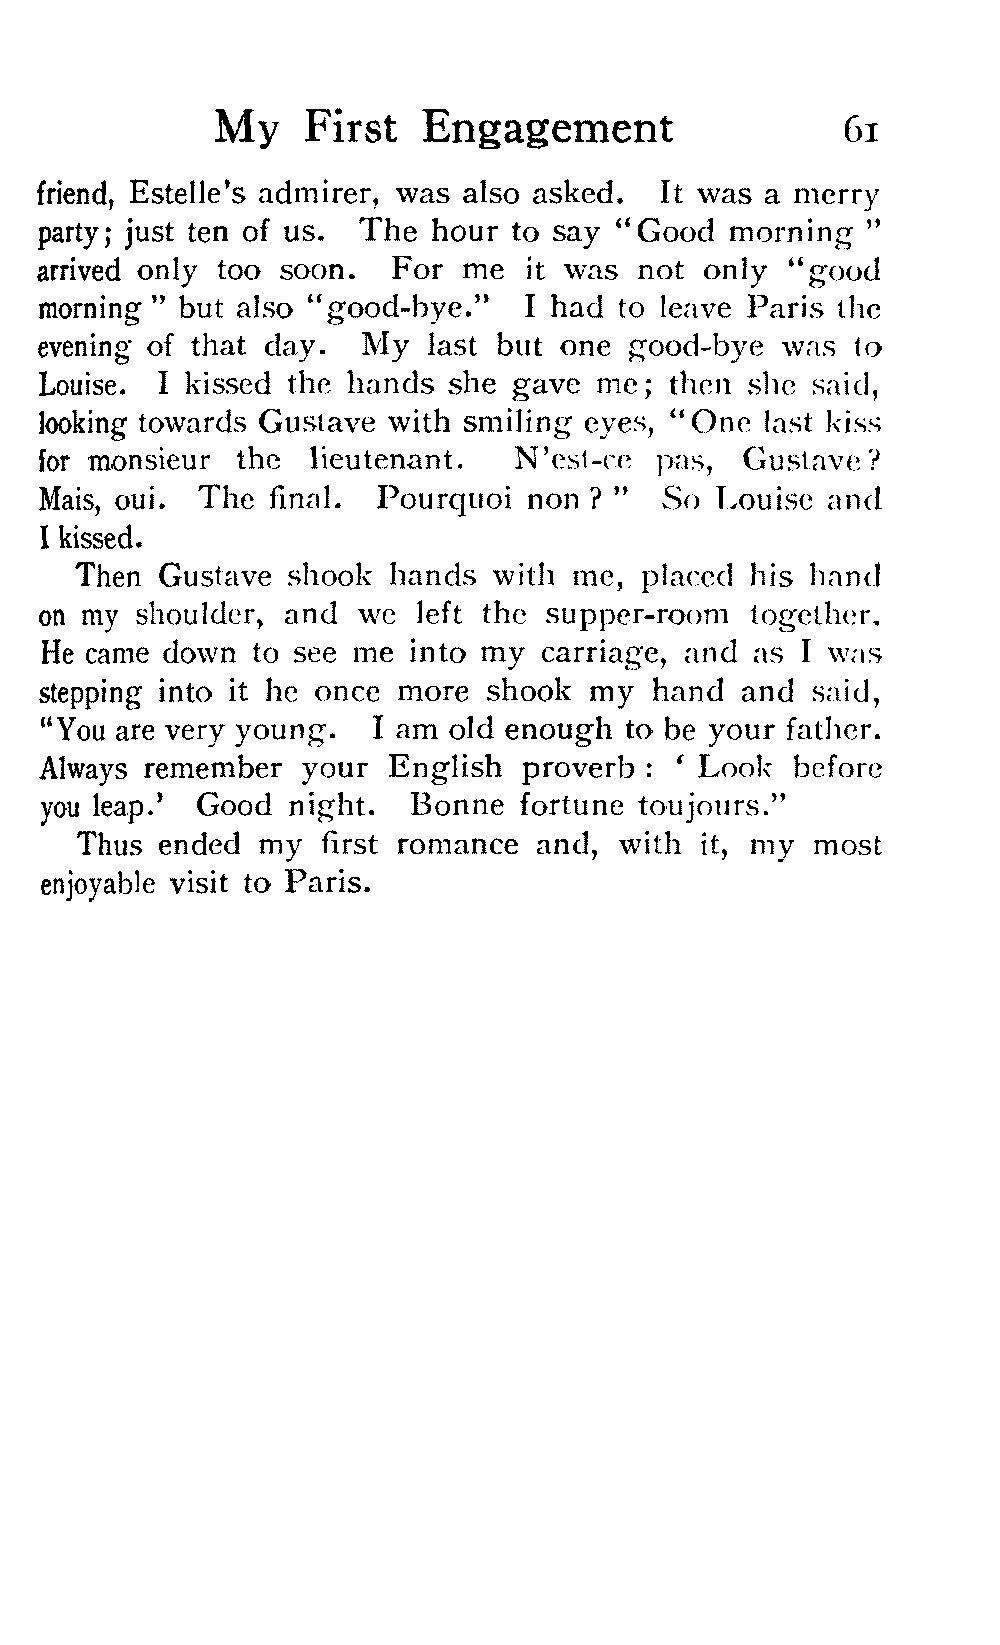 My First Engagement 61
friend, Estelle's admirer, was also asked. It was a merry
party; just ten of us. The hour to say "Good morning"
arrived only too soon. For me it was not only "good
morning" but also "good-bye." I had to leave Paris the
evening of that day. My last but one good-bye was to
Louise. I kissed the hands she gave me; then she said,
looking towards Gustave with smiling eyes, "One last kiss
for monsieur the lieutenant. N'est-ce pas, Gustave?
Mais, oui. The final. Pourquoi non?" So Louise and
I kissed.
Then Gustave shook hands with me, placed his hand
on my shoulder, and we left the supper-room together.
He came down to see me into my carriage, and as I was
stepping into it he once more shook my hand and said,
"You are very young. I am old enough to be your father.
Always remember your English proverb: 'Look before
you leap.' Good night. Bonne fortune toujours."
Thus ended my first romance and, with it, my most
enjoyable visit to Paris.